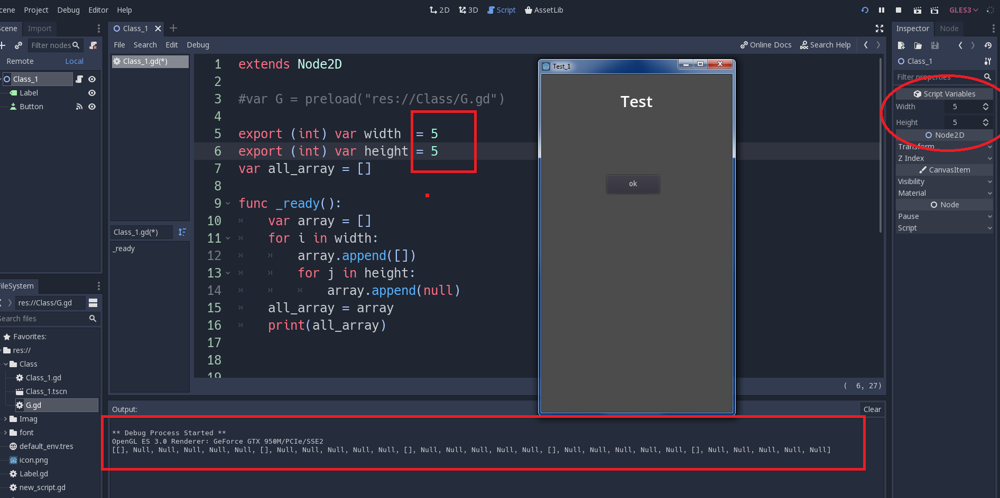 cene Project Debug Editor Help
2D 3D Script AssetLib
GLES3
Scene Import
Filter nodes
Remote Local
Class_1
Label
Button
Class_1
File Search Edit Debug
Online Docs Search Help
Class_1.gd(*)
Class_1.gd(*)
_ready
1 extends Node2D
2
3 #var G = preload("res://Class/G.gd")
4
5 export (int) var width = 5
6 export (int) var height = 5
7 var all_array = []
8
9 func _ready():
10 var array = []
11 for i in width:
12 array.append([])
13 for j in height:
14 array.append(null)
15 all_array = array
16 print(all_array)
17
18
19
( 6, 27)
Test_1
Test
ok
Inspector Node
Class_1
Filter properties
Script Variables
Width 5
Height 5
Node2D
Transform
Z Index
CanvasItem
Visibility
Material
Node
Pause
Script
FileSystem
res://Class/G.gd
Search files
Favorites:
res://
Class
Class_1.gd
Class_1.tscn
G.gd
Imag
font
default_env.tres
icon.png
Label.gd
new_script.gd
Output:
Clear
** Debug Process Started **
OpenGL ES 3.0 Renderer: GeForce GTX 950M/PCIe/SSE2
[[], Null, Null, Null, Null, Null, [], Null, Null, Null, Null, Null, [], Null, Null, Null, Null, Null, [], Null, Null, Null, Null, Null, [], Null, Null, Null, Null, Null]